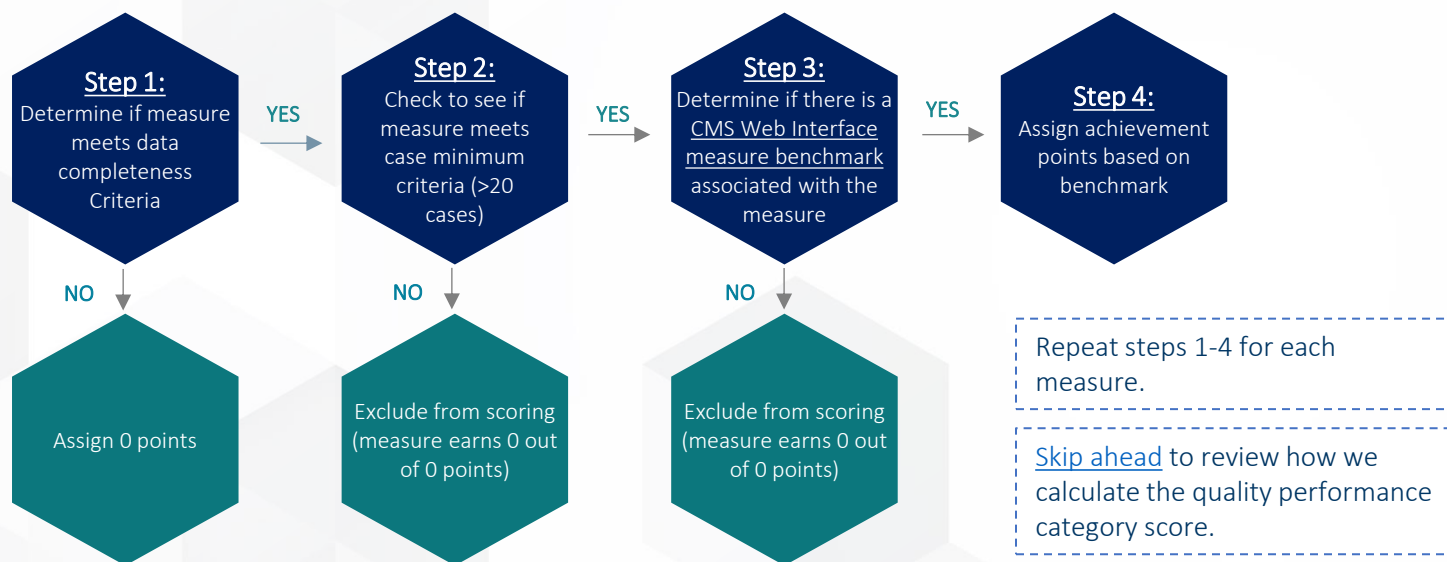 Step 1:
Determine if measure
meets data
completeness
Criteria
YES
Step 2:
Check to see if
measure meets
case minimum
criteria (>20
cases)
YES
Step 3:
Determine if there is a
CMS Web Interface
measure benchmark
associated with the
measure
YES
Step 4:
Assign achievement
points based on
benchmark
NO
NO
NO
Assign 0 points
Exclude from scoring
(measure earns 0 out
of 0 points)
Exclude from scoring
(measure earns 0 out
of 0 points)
Repeat steps 1-4 for each
measure.
Skip ahead to review how we
calculate the quality performance
category score.